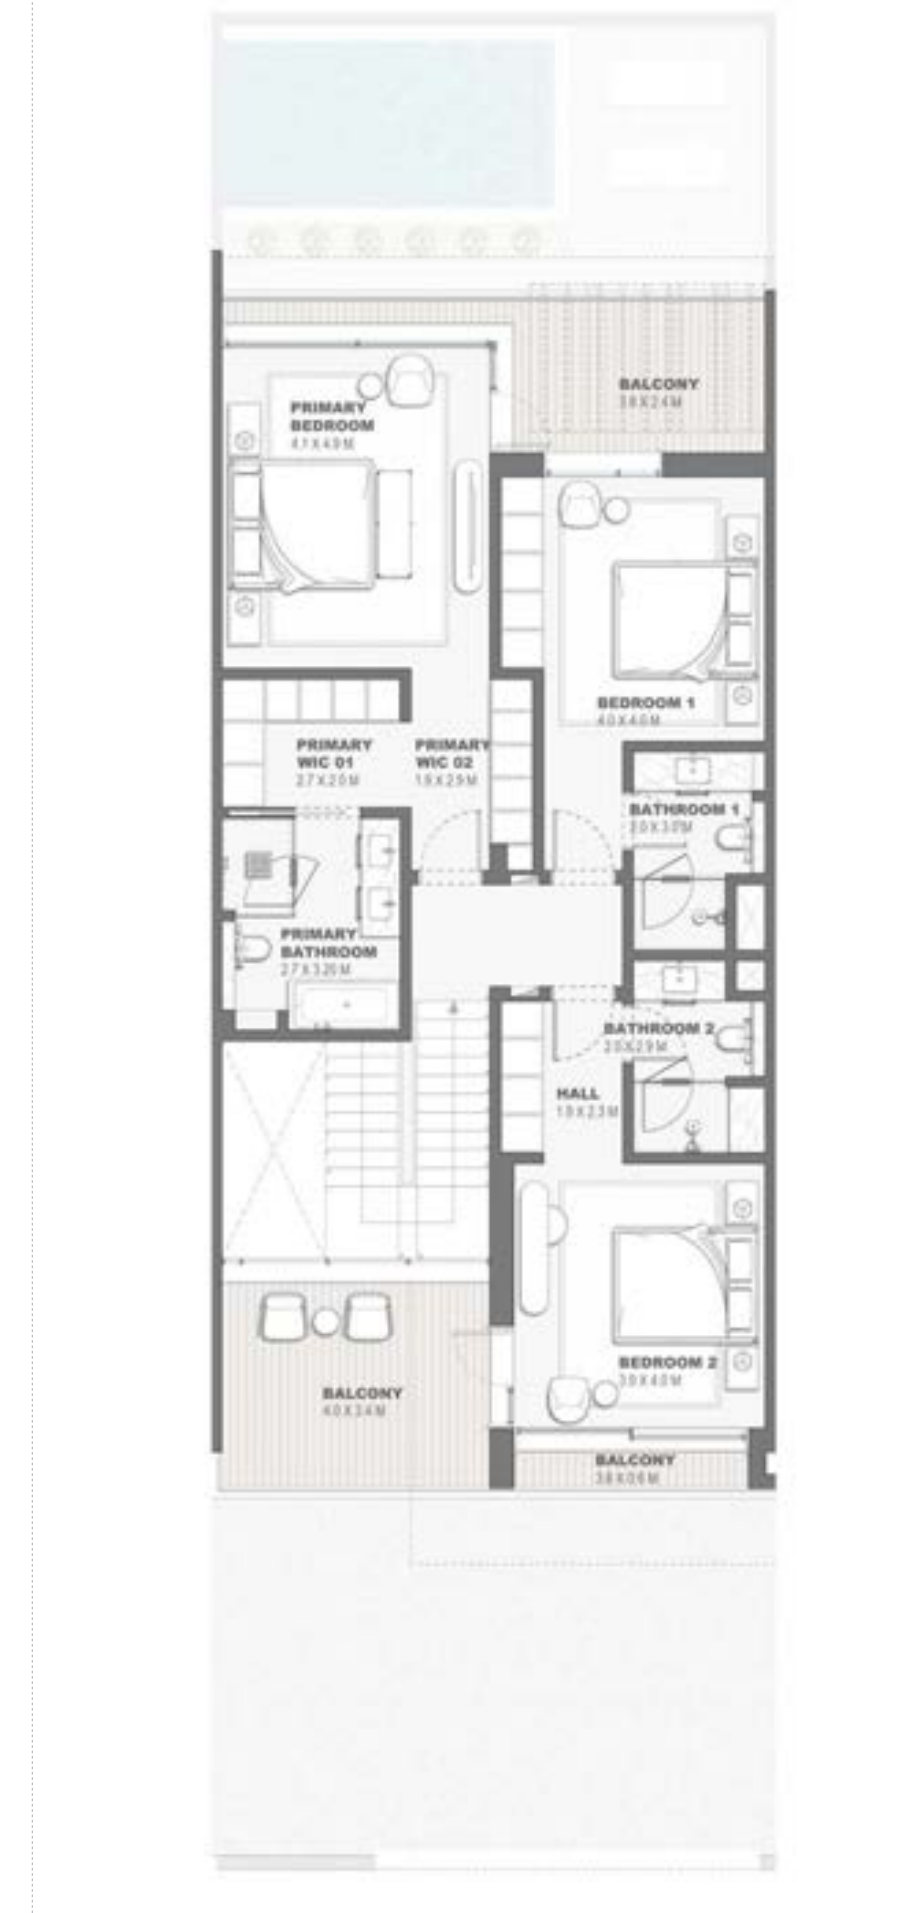 BALCONY
3.8 X 2.4 M
PRIMARY
BEDROOM
4.1 X 4.9 M
BEDROOM 1
4.0 X 4.0 M
PRIMARY
WIC 01
2.7 X 2.0 M
PRIMARY
WIC 02
1.9 X 2.9 M
BATHROOM 1
2.0 X 3.0 M
PRIMARY
BATHROOM
2.7 X 3.20 M
BATHROOM 2
2.0 X 2.9 M
HALL
1.9 X 2.3 M
BEDROOM 2
3.9 X 4.0 M
BALCONY
4.0 X 3.4 M
BALCONY
3.8 X 0.6 M